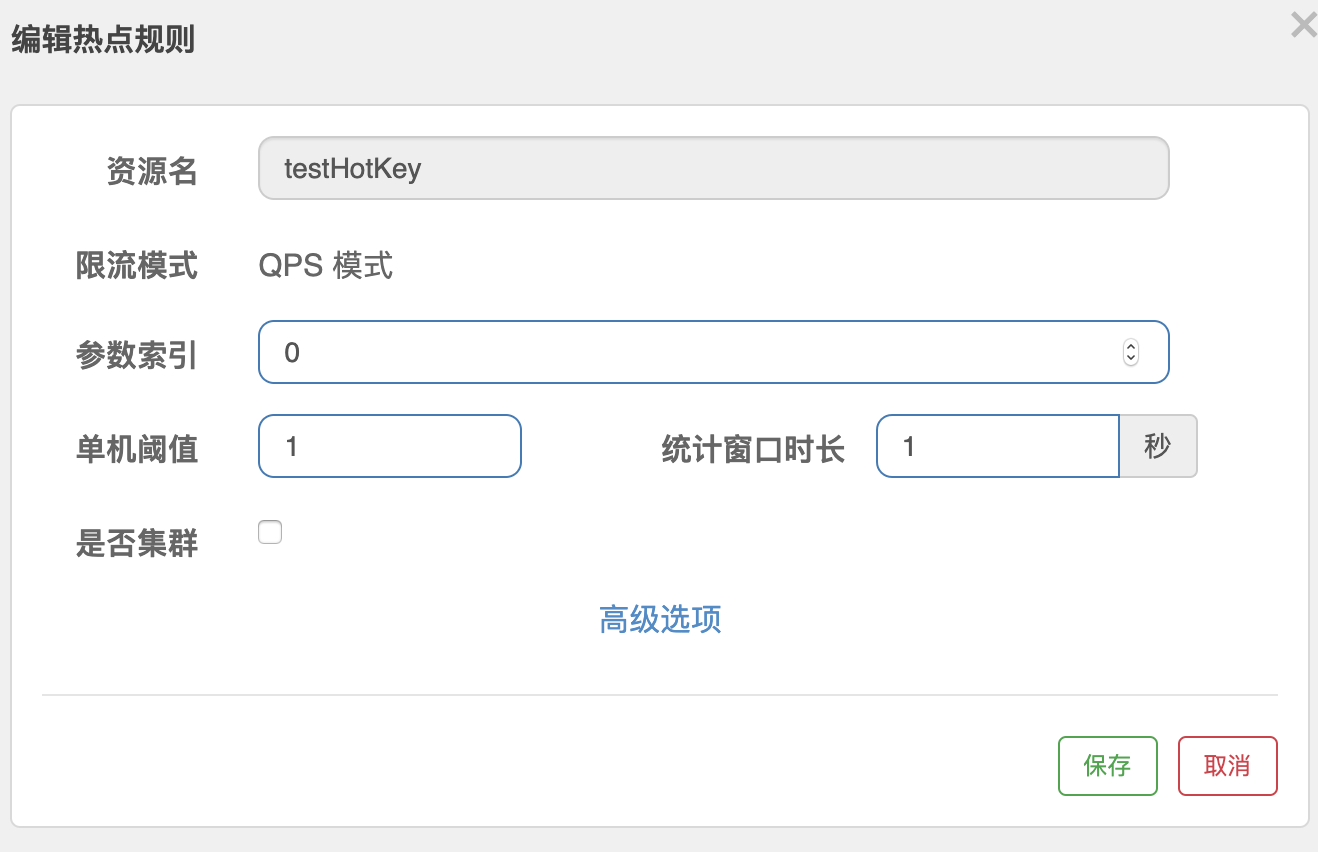 编辑热点规则
资源名 testHotKey
限流模式 QPS 模式
参数索引 0
单机阈值 1 统计窗口时长 1 秒
是否集群
高级选项
保存 取消